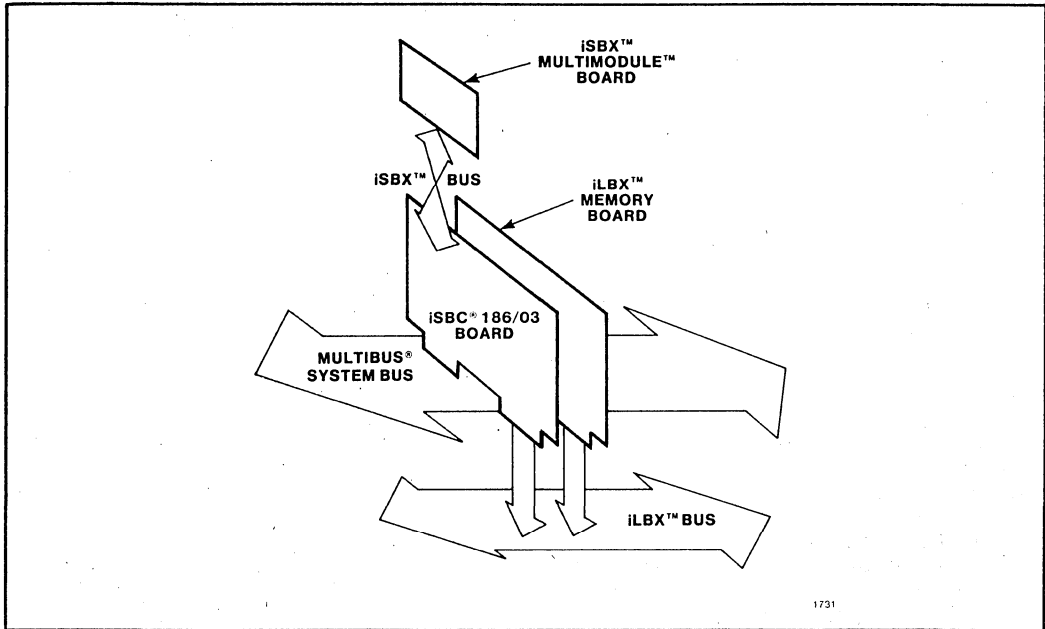 iSBX™
MULTIMODULE™
BOARD
iSBX™ BUS
iLBX™
MEMORY
BOARD
iSBC® 186/03
BOARD
MULTIBUS®
SYSTEM BUS
iLBX™ BUS
1731